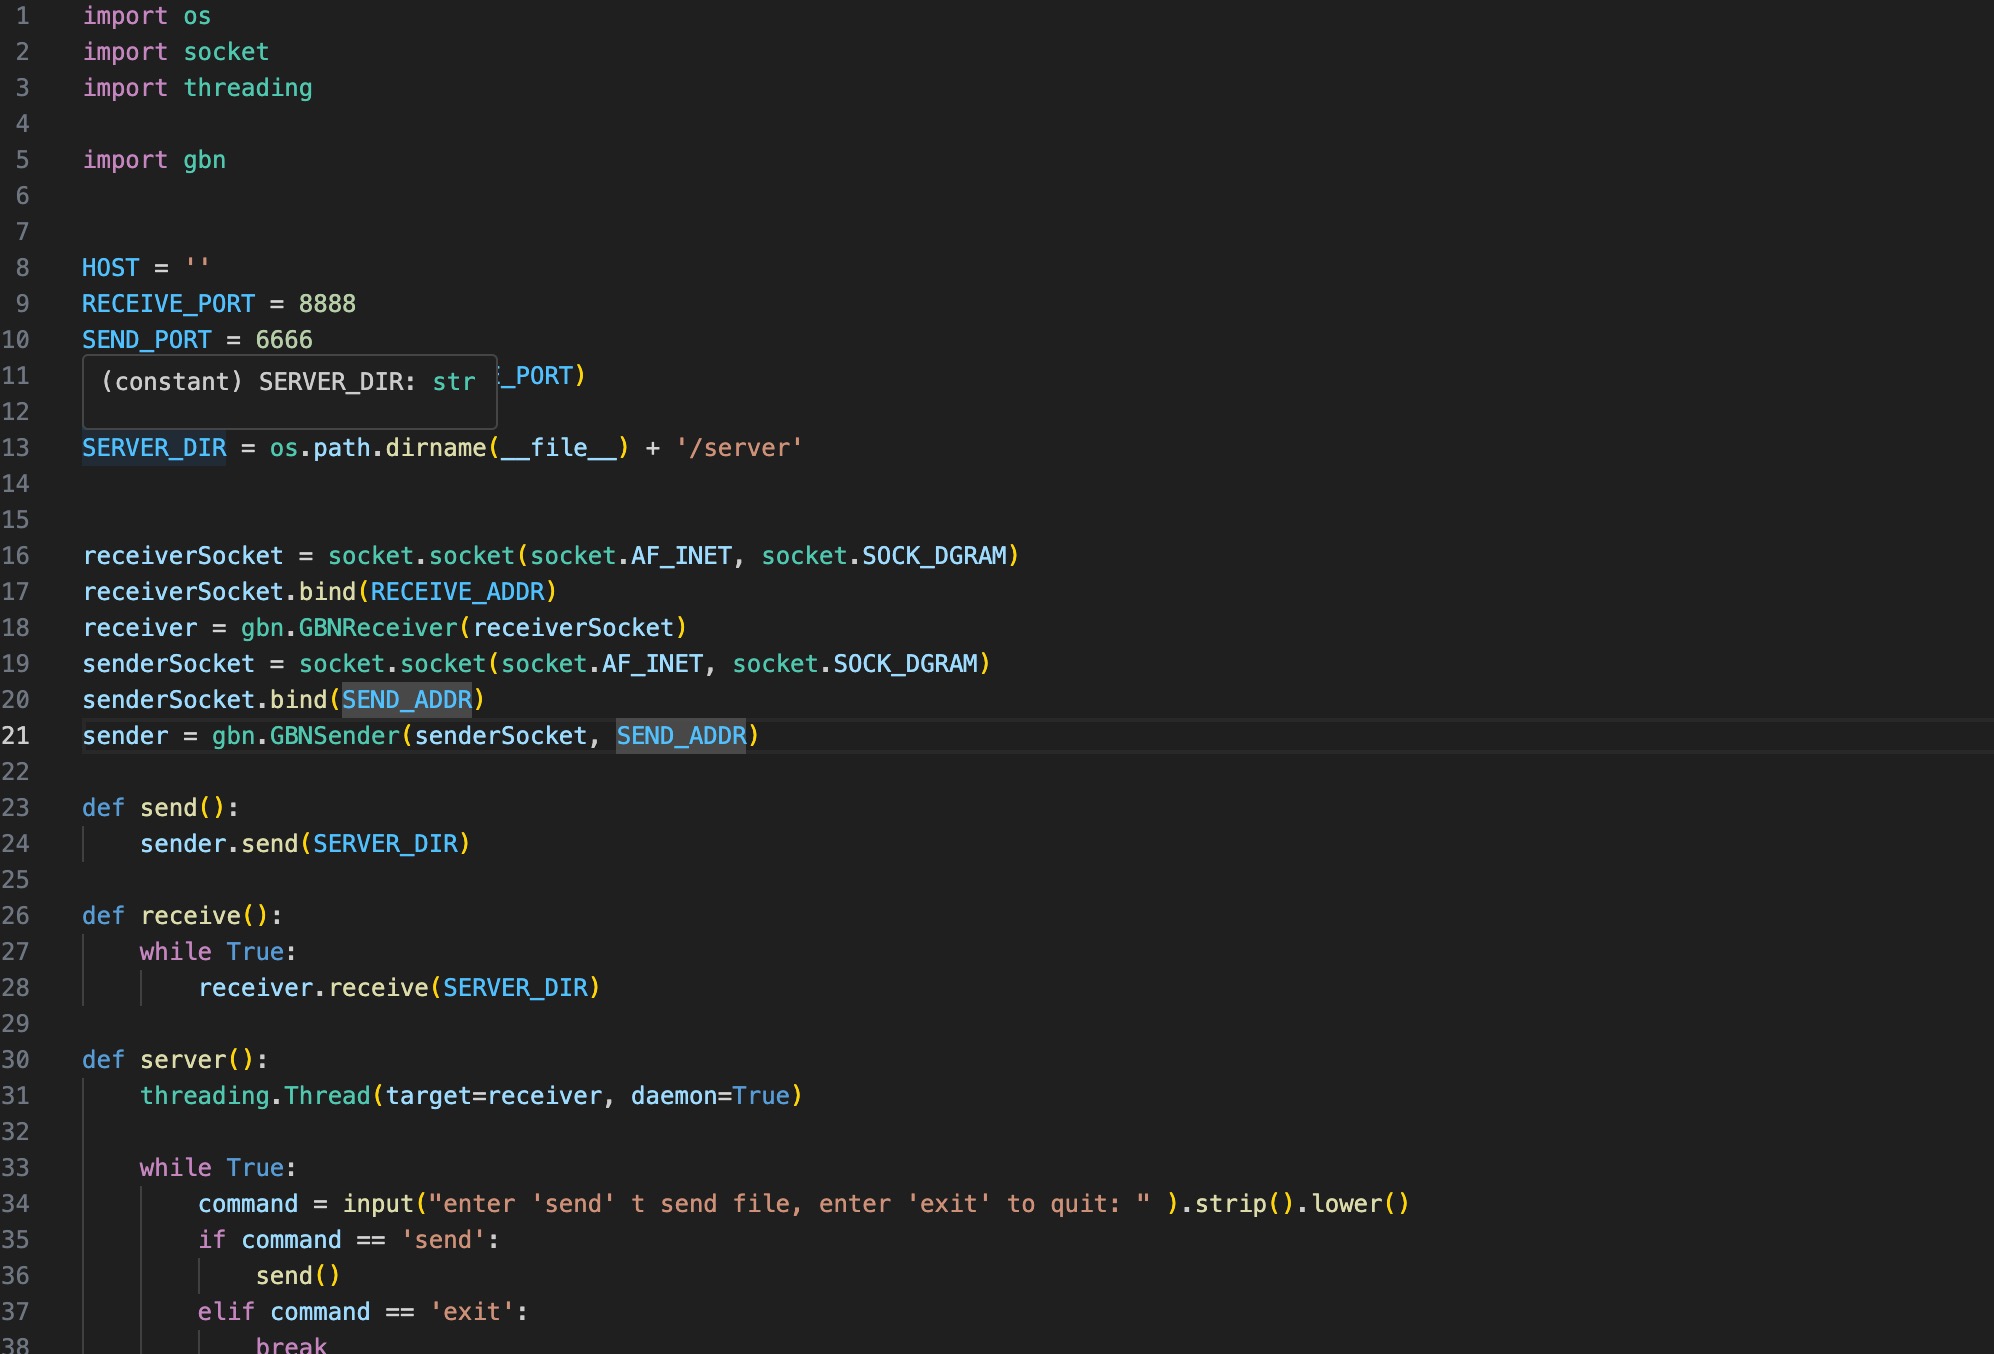 1 import os
2 import socket
3 import threading
4
5 import gbn
6
7
8 HOST = ''
9 RECEIVE_PORT = 8888
10 SEND_PORT = 6666
(constant) SERVER_DIR: str
11 _PORT)
12
13 SERVER_DIR = os.path.dirname(__file__) + '/server'
14
15
16 receiverSocket = socket.socket(socket.AF_INET, socket.SOCK_DGRAM)
17 receiverSocket.bind(RECEIVE_ADDR)
18 receiver = gbn.GBNReceiver(receiverSocket)
19 senderSocket = socket.socket(socket.AF_INET, socket.SOCK_DGRAM)
20 senderSocket.bind(SEND_ADDR)
21 sender = gbn.GBNSender(senderSocket, SEND_ADDR)
22
23 def send():
24     sender.send(SERVER_DIR)
25
26 def receive():
27     while True:
28         receiver.receive(SERVER_DIR)
29
30 def server():
31     threading.Thread(target=receiver, daemon=True)
32
33     while True:
34         command = input("enter 'send' t send file, enter 'exit' to quit: " ).strip().lower()
35         if command == 'send':
36             send()
37         elif command == 'exit':
38             break